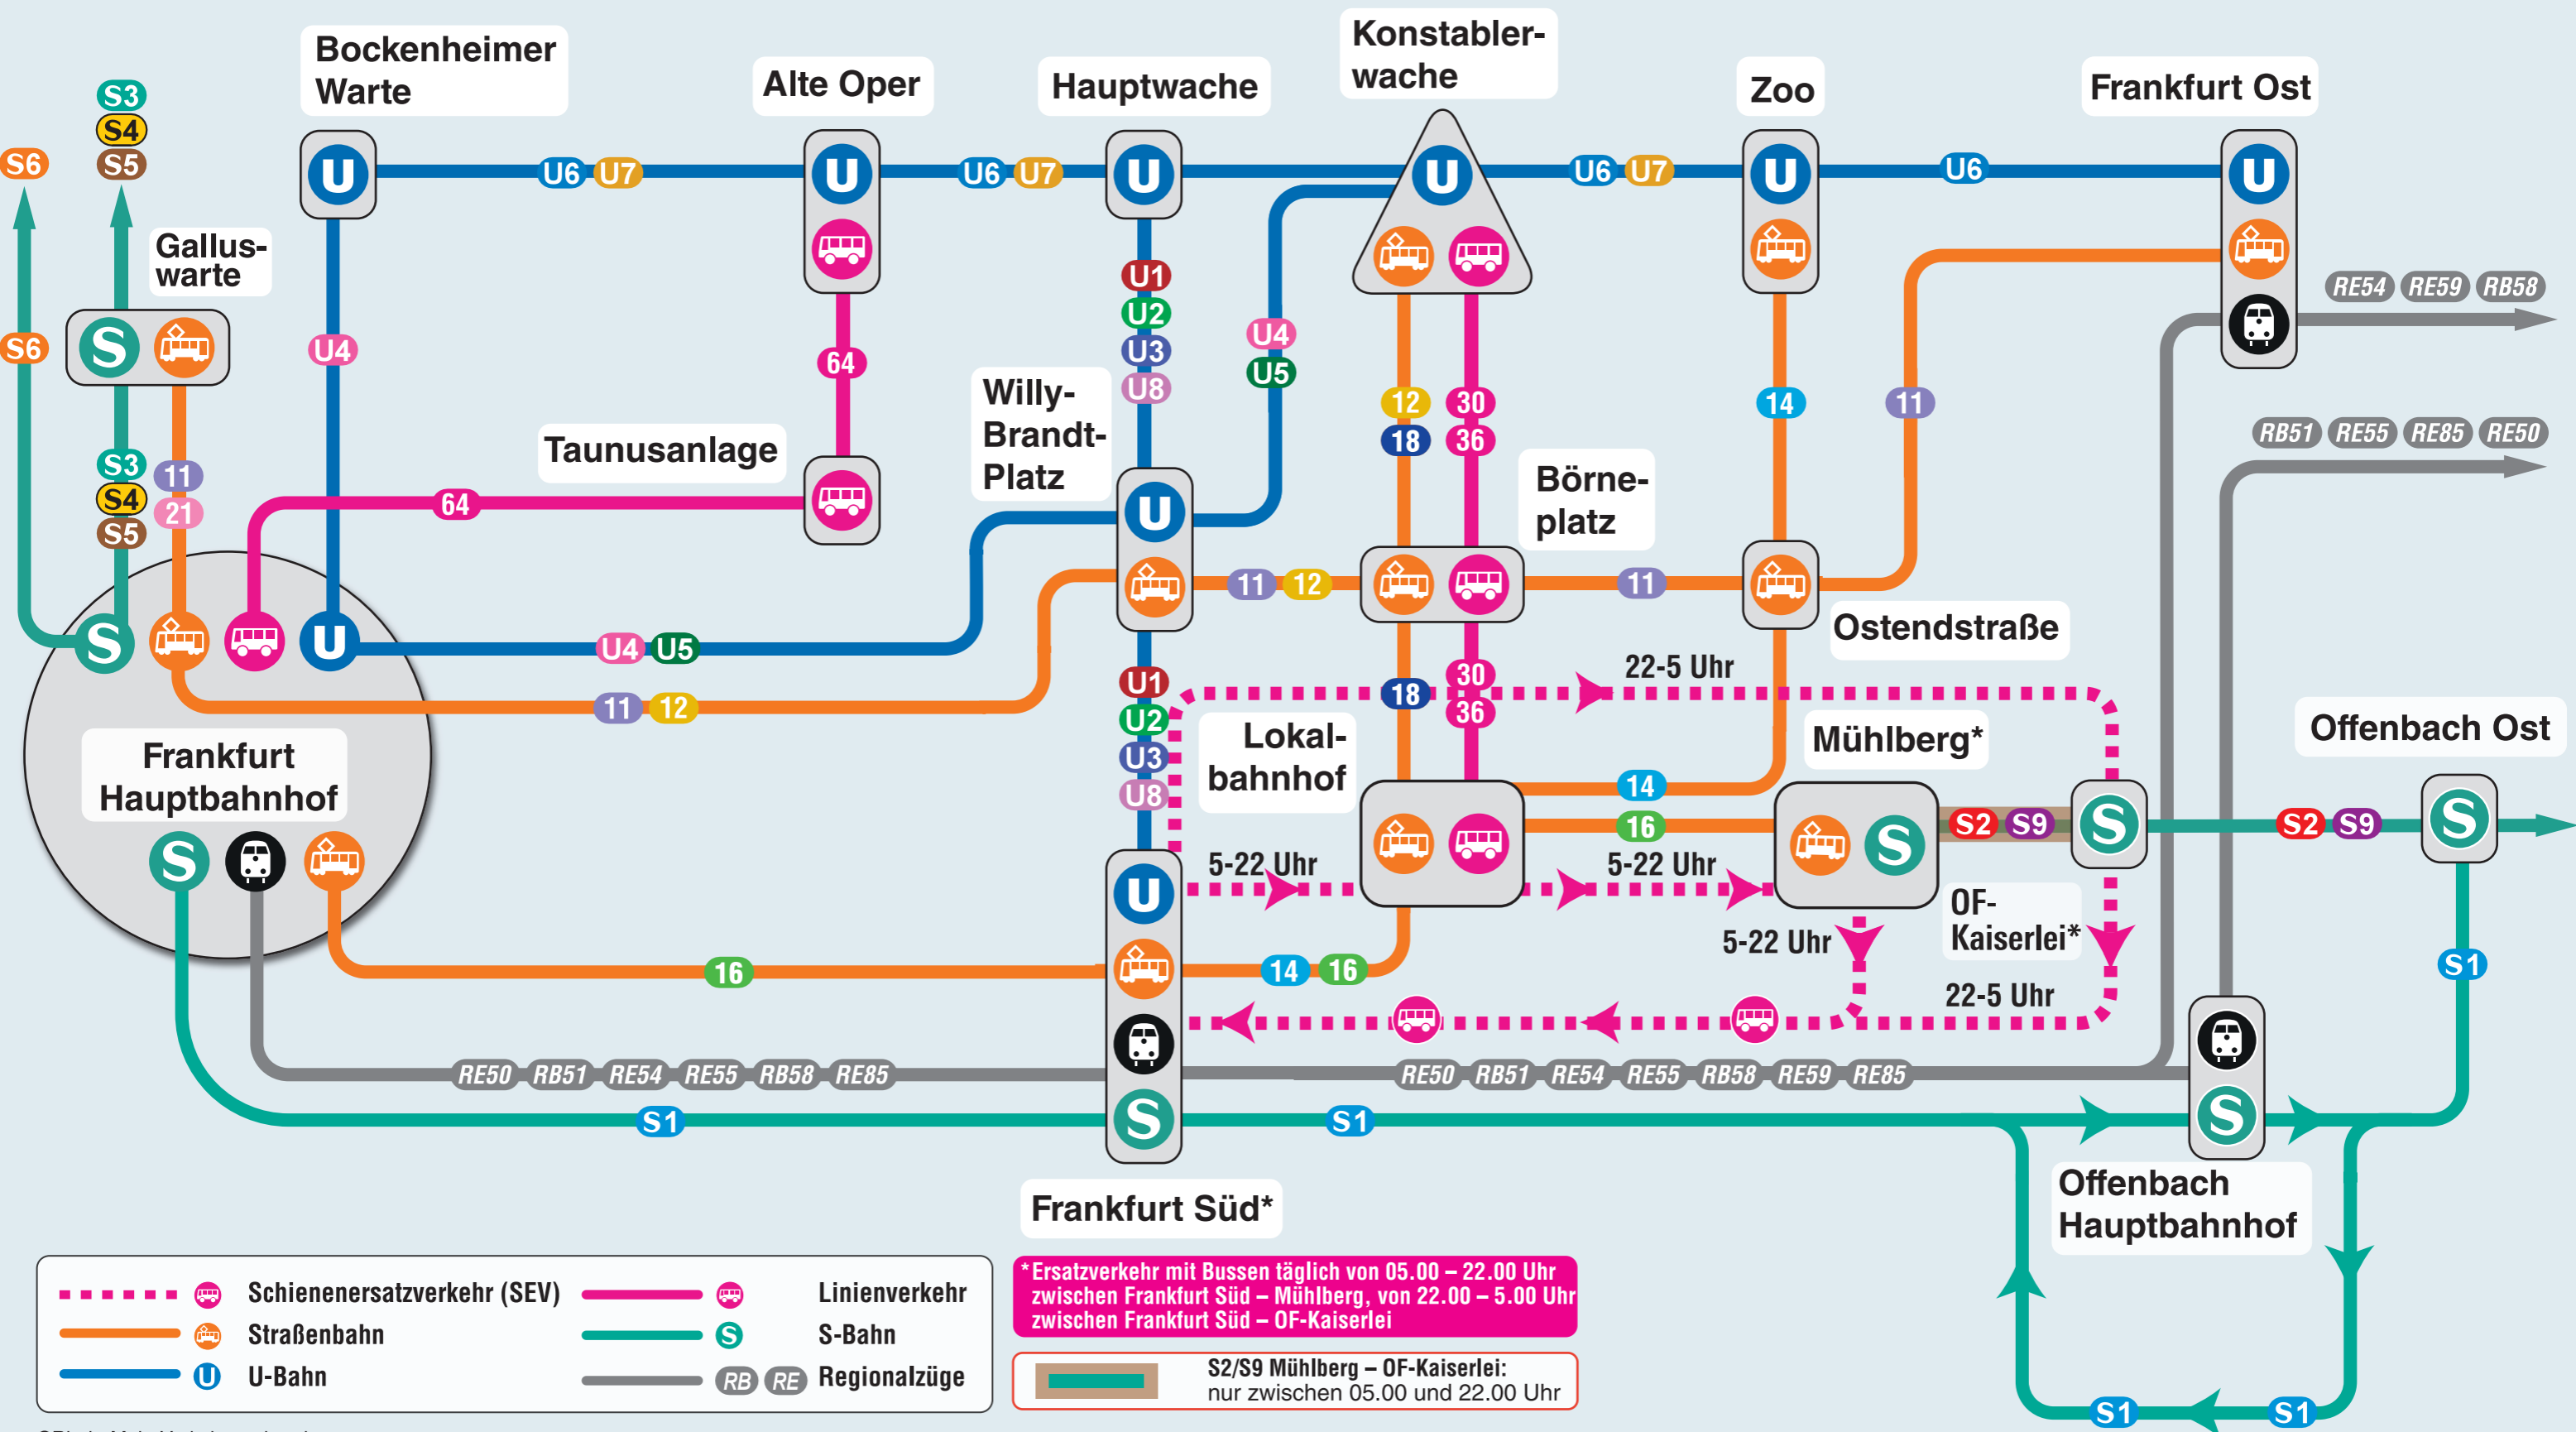 Bockenheimer
Warte
Alte Oper
Hauptwache
Konstabler-
wache
Zoo
Frankfurt Ost
S3
S4
S5
S6
U6 U7
U6 U7
U6 U7
U6
Gallus-
warte
S6
U4
U1
U2
U3
U8
U4
U5
64
12
18
30
36
14
11
RE54 RE59 RB58
RB51 RE55 RE85 RE50
Willy-
Brandt-
Platz
Taunusanlage
Börne-
platz
S3
S4
S5
11
21
64
11 12
11
Ostendstraße
U4 U5
11 12
U1
U2
U3
U8
18
30
36
22-5 Uhr
Lokal-
bahnhof
Mühlberg*
Offenbach Ost
Frankfurt
Hauptbahnhof
14
16
S2 S9
S2 S9
5-22 Uhr
5-22 Uhr
5-22 Uhr
OF-
Kaiserlei*
22-5 Uhr
S1
16
14 16
RE50 RB51 RE54 RE55 RB58 RE85
RE50 RB51 RE54 RE55 RB58 RE59 RE85
S1
S1
Frankfurt Süd*
Offenbach
Hauptbahnhof
S1
S1
Schienenersatzverkehr (SEV)
Linienverkehr
Straßenbahn
S-Bahn
U-Bahn
RB RE Regionalzüge
*Ersatzverkehr mit Bussen täglich von 05.00 – 22.00 Uhr
zwischen Frankfurt Süd – Mühlberg, von 22.00 – 5.00 Uhr
zwischen Frankfurt Süd – OF-Kaiserlei
S2/S9 Mühlberg – OF-Kaiserlei:
nur zwischen 05.00 und 22.00 Uhr